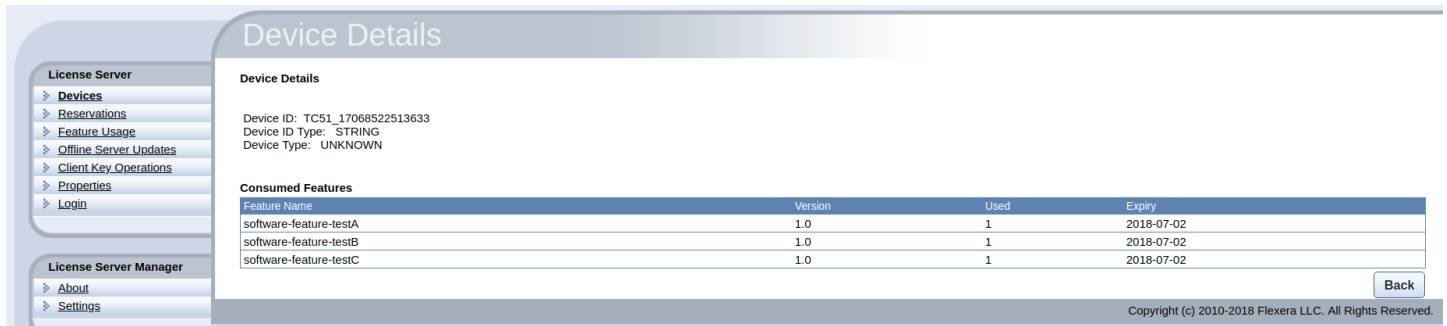 Device Details
License Server
Devices
Reservations
Feature Usage
Offline Server Updates
Client Key Operations
Properties
Login
License Server Manager
About
Settings
Device Details
Device ID: TC51_17068522513633
Device ID Type: STRING
Device Type: UNKNOWN
Consumed Features
Feature Name Version Used Expiry
software-feature-testA 1.0 1 2018-07-02
software-feature-testB 1.0 1 2018-07-02
software-feature-testC 1.0 1 2018-07-02
Back
Copyright (c) 2010-2018 Flexera LLC. All Rights Reserved.